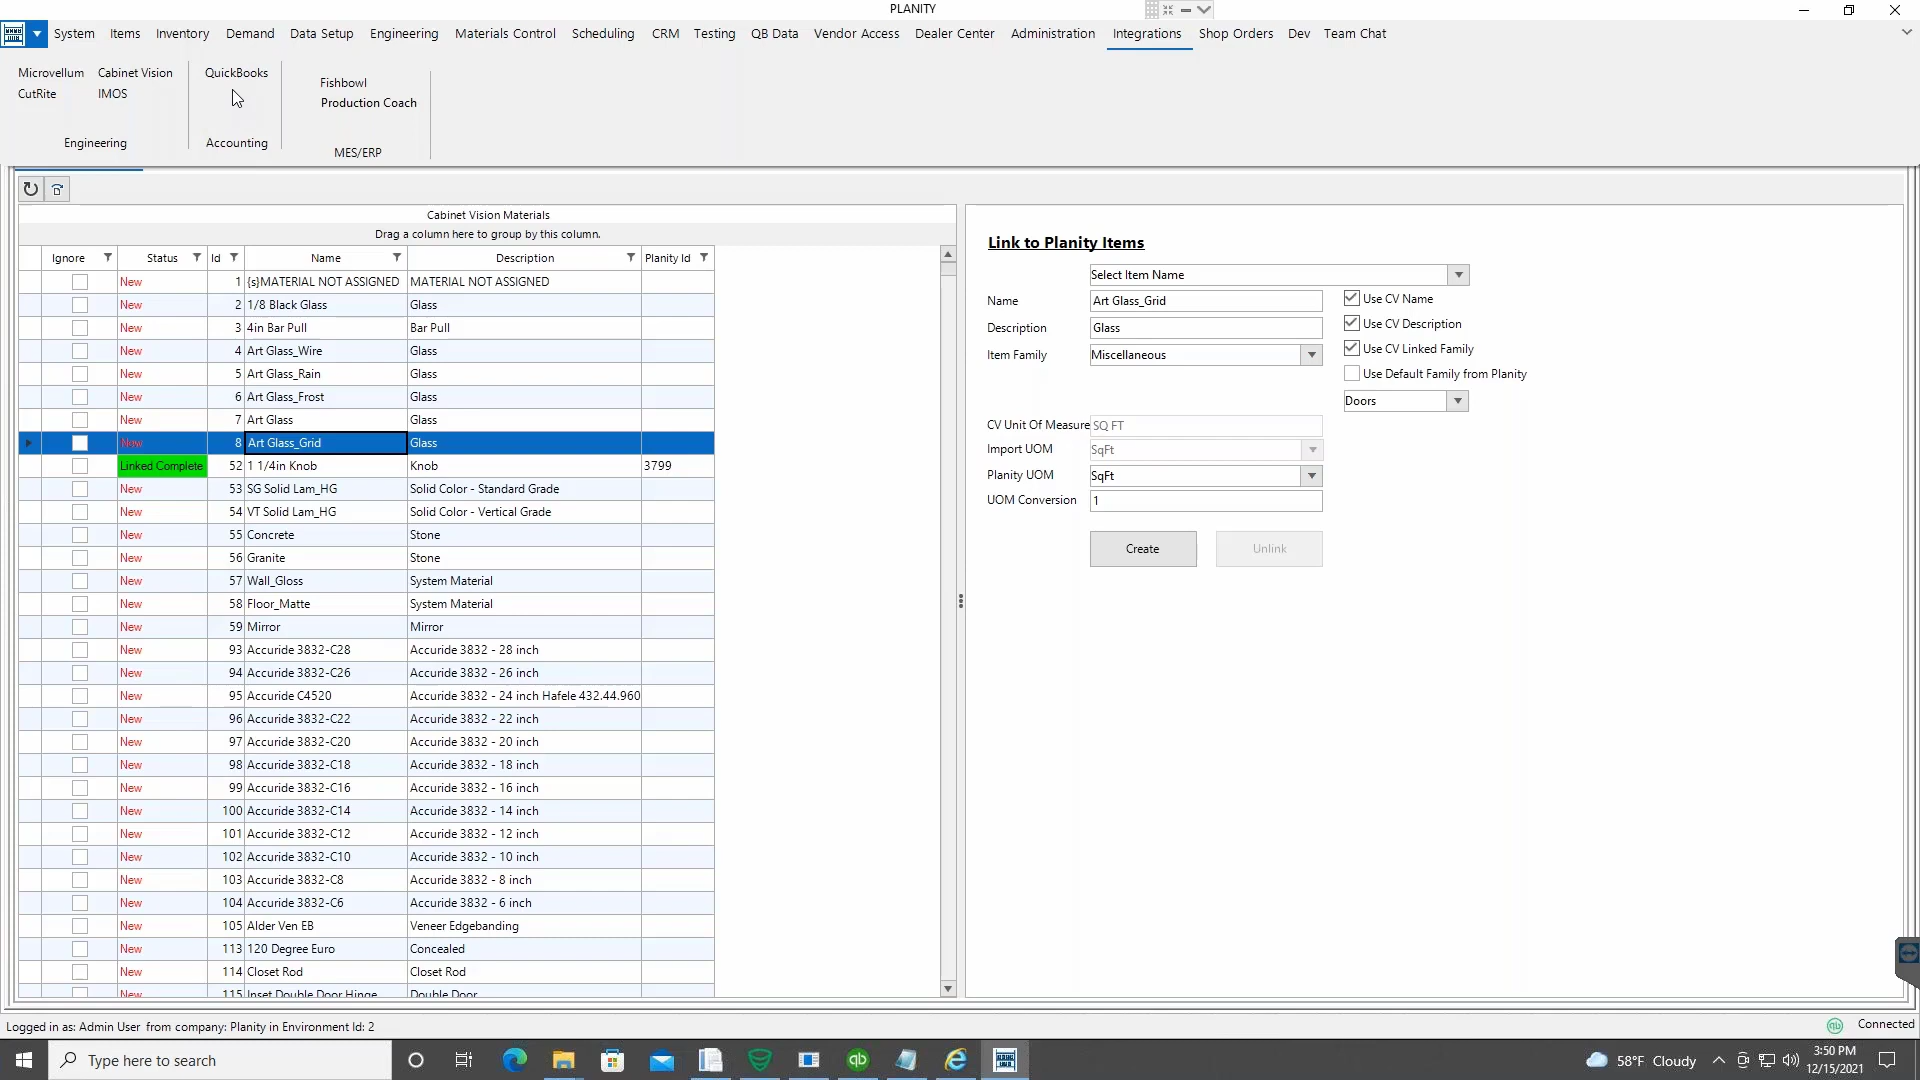 PLANITY
System Items Inventory Demand Data Setup Engineering Materials Control Scheduling CRM Testing QB Data Vendor Access Dealer Center Administration Integrations Shop Orders Dev Team Chat
Microvellum Cabinet Vision
CutRite IMOS
Engineering
QuickBooks
Accounting
Fishbowl
Production Coach
MES/ERP
Cabinet Vision Materials
Drag a column here to group by this column.
Ignore Status Id Name Description Planity Id
New 1 {s}MATERIAL NOT ASSIGNED MATERIAL NOT ASSIGNED
New 2 1/8 Black Glass Glass
New 3 4in Bar Pull Bar Pull
New 4 Art Glass_Wire Glass
New 5 Art Glass_Rain Glass
New 6 Art Glass_Frost Glass
New 7 Art Glass Glass
New 8 Art Glass_Grid Glass
Linked Complete 52 1 1/4in Knob Knob 3799
New 53 SG Solid Lam_HG Solid Color - Standard Grade
New 54 VT Solid Lam_HG Solid Color - Vertical Grade
New 55 Concrete Stone
New 56 Granite Stone
New 57 Wall_Gloss System Material
New 58 Floor_Matte System Material
New 59 Mirror Mirror
New 93 Accuride 3832-C28 Accuride 3832 - 28 inch
New 94 Accuride 3832-C26 Accuride 3832 - 26 inch
New 95 Accuride C4520 Accuride 3832 - 24 inch Hafele 432.44.960
New 96 Accuride 3832-C22 Accuride 3832 - 22 inch
New 97 Accuride 3832-C20 Accuride 3832 - 20 inch
New 98 Accuride 3832-C18 Accuride 3832 - 18 inch
New 99 Accuride 3832-C16 Accuride 3832 - 16 inch
New 100 Accuride 3832-C14 Accuride 3832 - 14 inch
New 101 Accuride 3832-C12 Accuride 3832 - 12 inch
New 102 Accuride 3832-C10 Accuride 3832 - 10 inch
New 103 Accuride 3832-C8 Accuride 3832 - 8 inch
New 104 Accuride 3832-C6 Accuride 3832 - 6 inch
New 105 Alder Ven EB Veneer Edgebanding
New 113 120 Degree Euro Concealed
New 114 Closet Rod Closet Rod
New 115 Inset Double Door Hinge Double Door
Link to Planity Items
Select Item Name
Name Art Glass_Grid Use CV Name
Description Glass Use CV Description
Item Family Miscellaneous Use CV Linked Family
Use Default Family from Planity
Doors
CV Unit Of Measure SQ FT
Import UOM SqFt
Planity UOM SqFt
UOM Conversion 1
Create Unlink
Logged in as: Admin User from company: Planity in Environment Id: 2
qb Connected
Type here to search
qb
58°F Cloudy
3:50 PM
12/15/2021